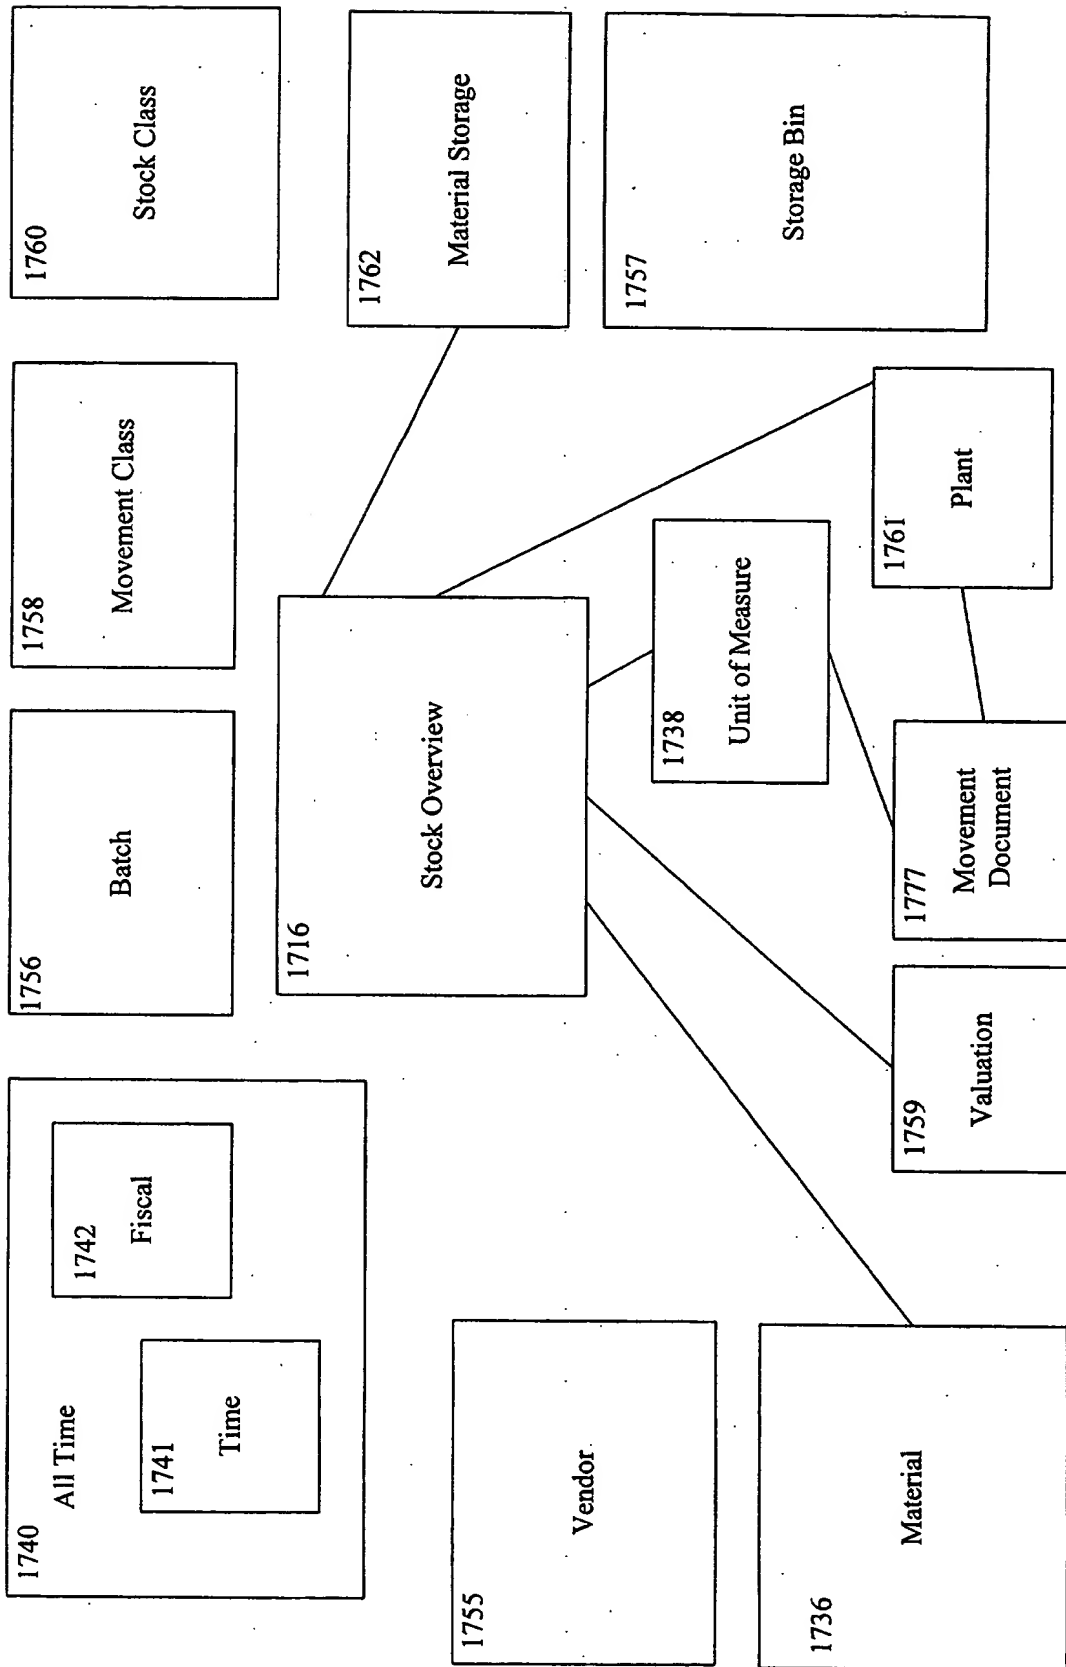 1740
All Time
1741
Time
1742
Fiscal
1756
Batch
1758
Movement Class
1760
Stock Class
1716
Stock Overview
1762
Material Storage
1755
Vendor
1738
Unit of Measure
1757
Storage Bin
1736
Material
1759
Valuation
1777
Movement
Document
1761
Plant